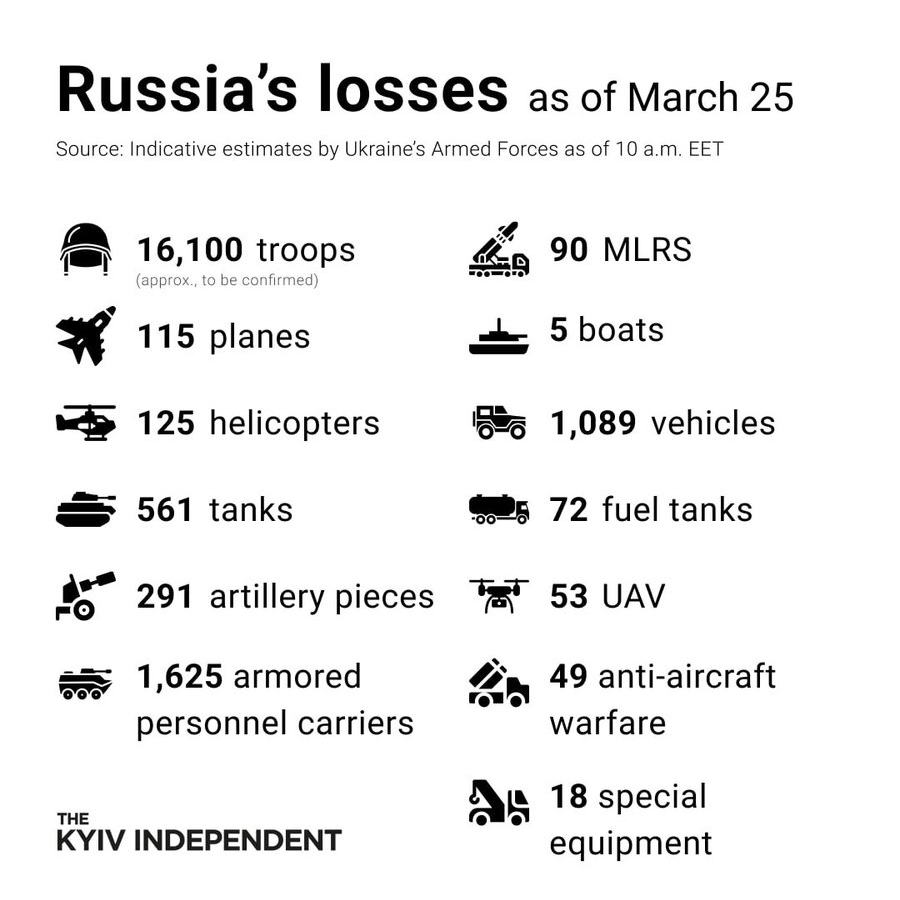 Russia's losses as of March 25
Source: Indicative estimates by Ukraine's Armed Forces as of 10 a.m. EET
16,100 troops
(approx., to be confirmed)
115 planes
125 helicopters
561 tanks
291 artillery pieces
1,625 armored
personnel carriers
90 MLRS
5 boats
1,089 vehicles
72 fuel tanks
53 UAV
49 anti-aircraft
warfare
18 special
equipment
THE
KYIV INDEPENDENT